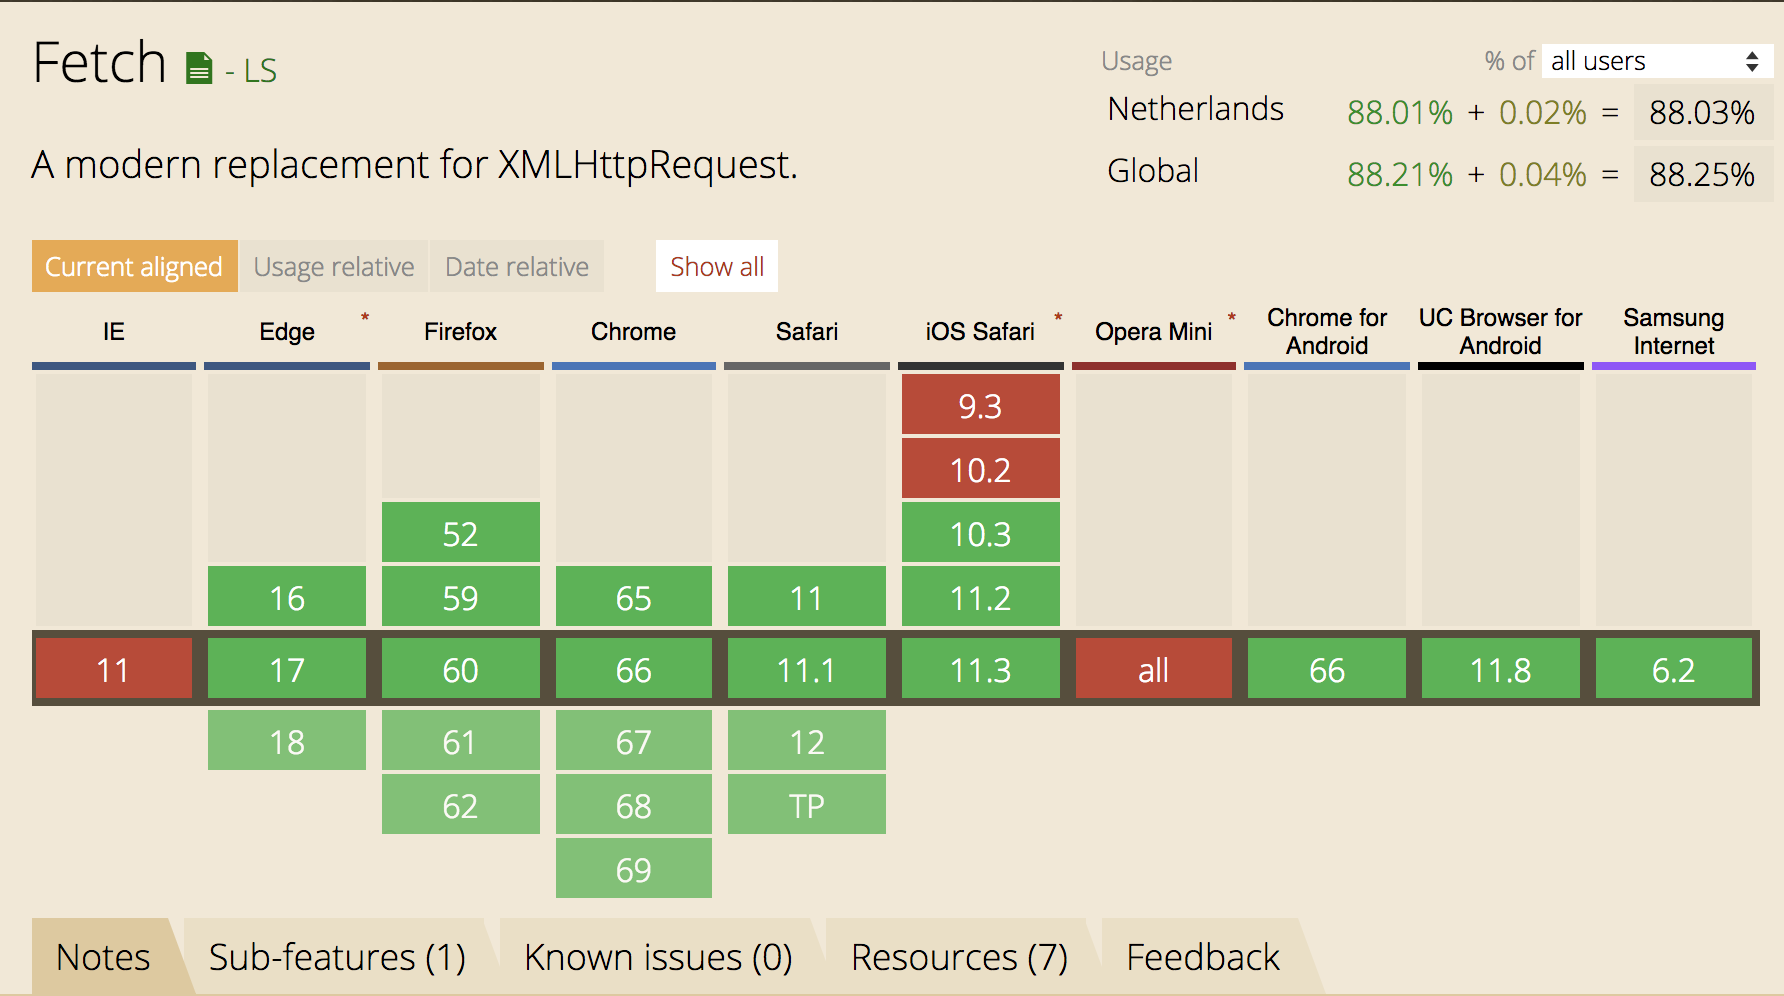 Fetch - LS
Usage % of all users
Netherlands 88.01% + 0.02% = 88.03%
Global 88.21% + 0.04% = 88.25%
A modern replacement for XMLHttpRequest.
Current aligned Usage relative Date relative Show all
IE Edge * Firefox Chrome Safari iOS Safari * Opera Mini * Chrome for Android UC Browser for Android Samsung Internet
9.3
10.2
52 10.3
16 59 65 11 11.2
11 17 60 66 11.1 11.3 all 66 11.8 6.2
18 61 67 12
62 68 TP
69
Notes Sub-features (1) Known issues (0) Resources (7) Feedback